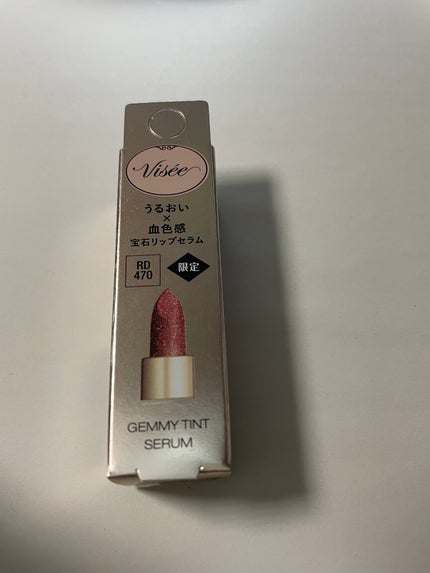 Visée
うるおい
×
血色感
宝石リップセラム
RD
470
限定
GEMMY TINT
SERUM